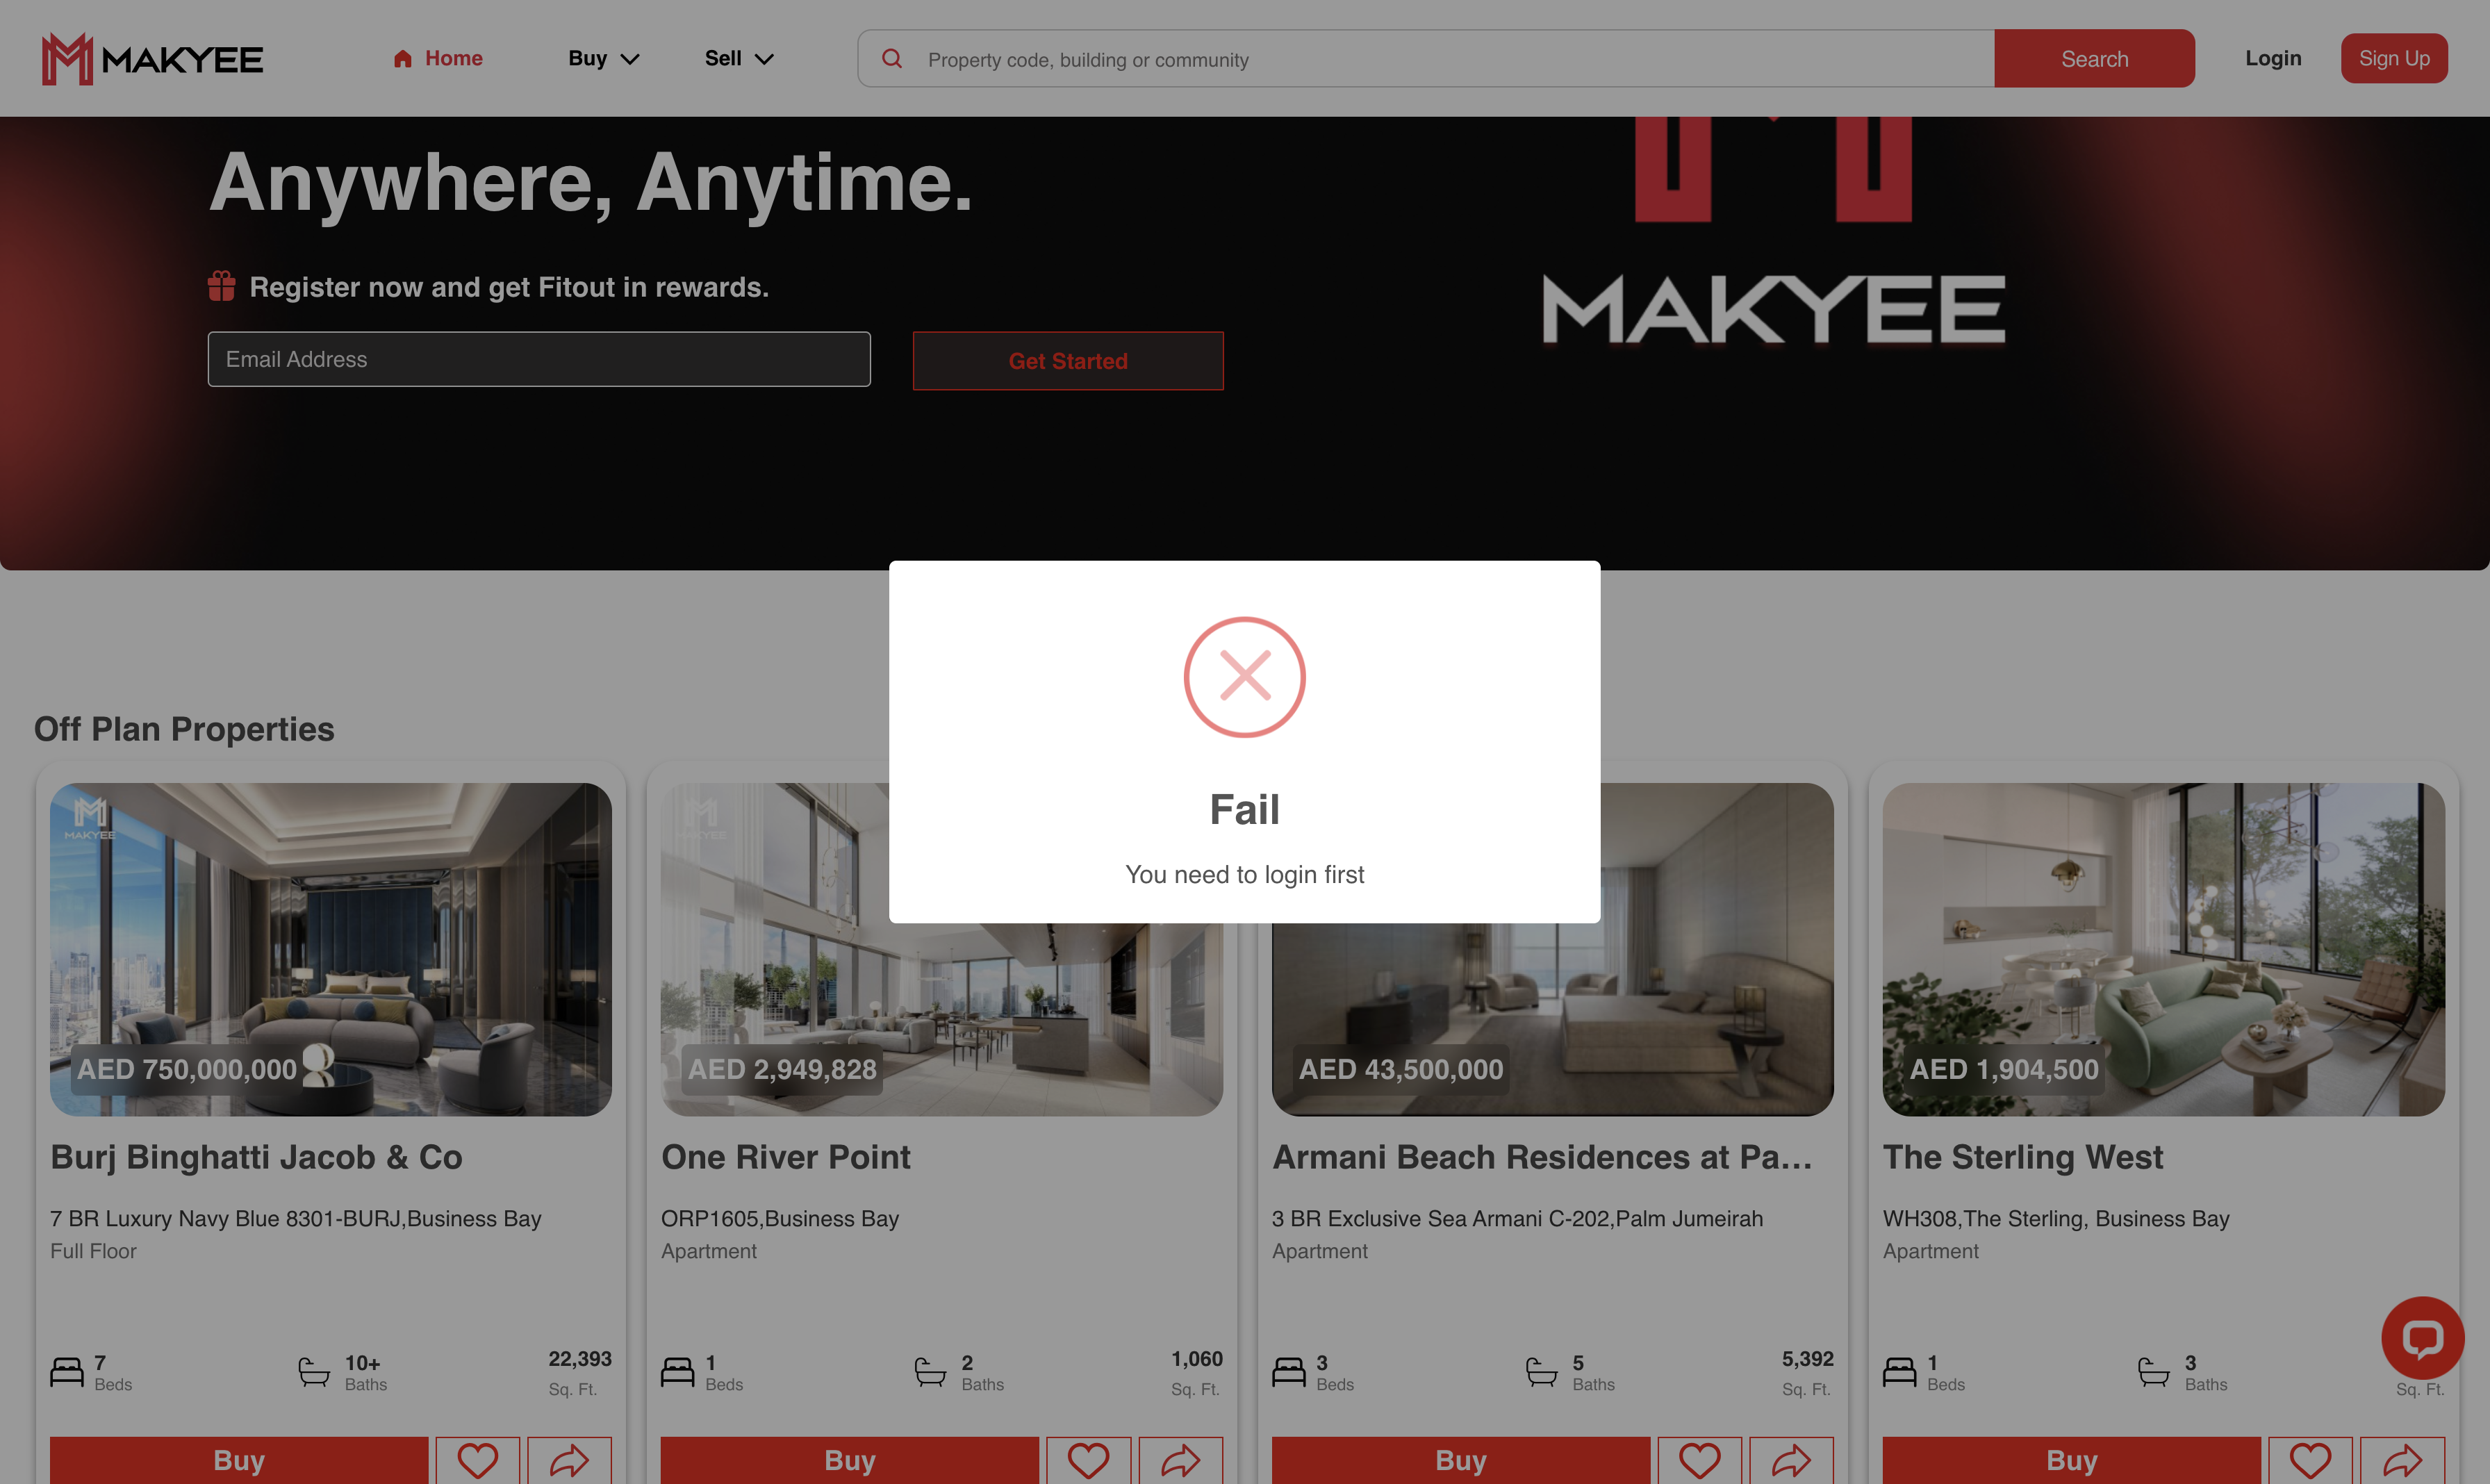 MAKYEE
Home
Buy
Sell
Property code, building or community
Search
Login
Sign Up
Anywhere, Anytime.
Register now and get Fitout in rewards.
Email Address
Get Started
MAKYEE
Fail
You need to login first
Off Plan Properties
MAKYEE
AED 750,000,000
Burj Binghatti Jacob & Co
7 BR Luxury Navy Blue 8301-BURJ,Business Bay
Full Floor
7
Beds
10+
Baths
22,393
Sq. Ft.
Buy
MAKYEE
AED 2,949,828
One River Point
ORP1605,Business Bay
Apartment
1
Beds
2
Baths
1,060
Sq. Ft.
Buy
AED 43,500,000
Armani Beach Residences at Pa...
3 BR Exclusive Sea Armani C-202,Palm Jumeirah
Apartment
3
Beds
5
Baths
5,392
Sq. Ft.
Buy
AED 1,904,500
The Sterling West
WH308,The Sterling, Business Bay
Apartment
1
Beds
3
Baths
Sq. Ft.
Buy